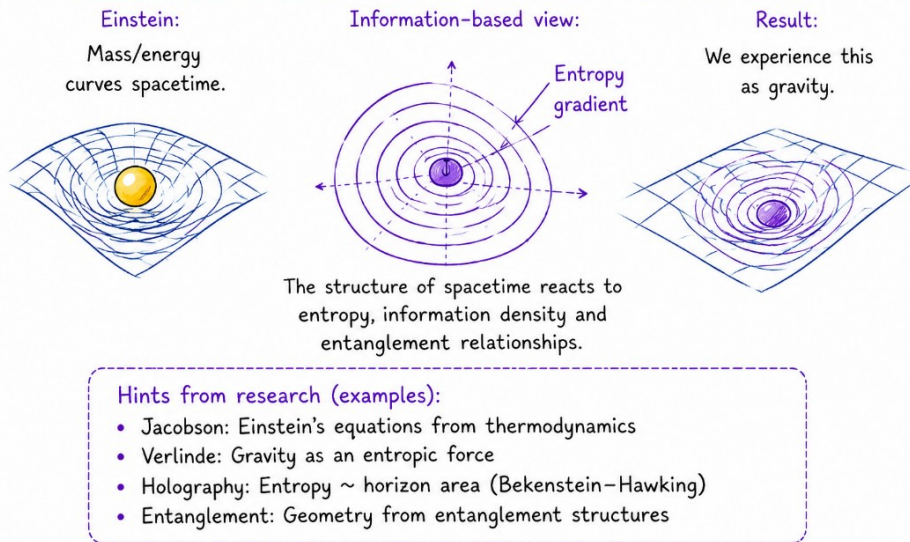 Einstein:
Mass/energy
curves spacetime.
Information-based view:
Entropy
gradient
The structure of spacetime reacts to
entropy, information density and
entanglement relationships.
Result:
We experience this
as gravity.
Hints from research (examples):
• Jacobson: Einstein's equations from thermodynamics
• Verlinde: Gravity as an entropic force
• Holography: Entropy ~ horizon area (Bekenstein–Hawking)
• Entanglement: Geometry from entanglement structures